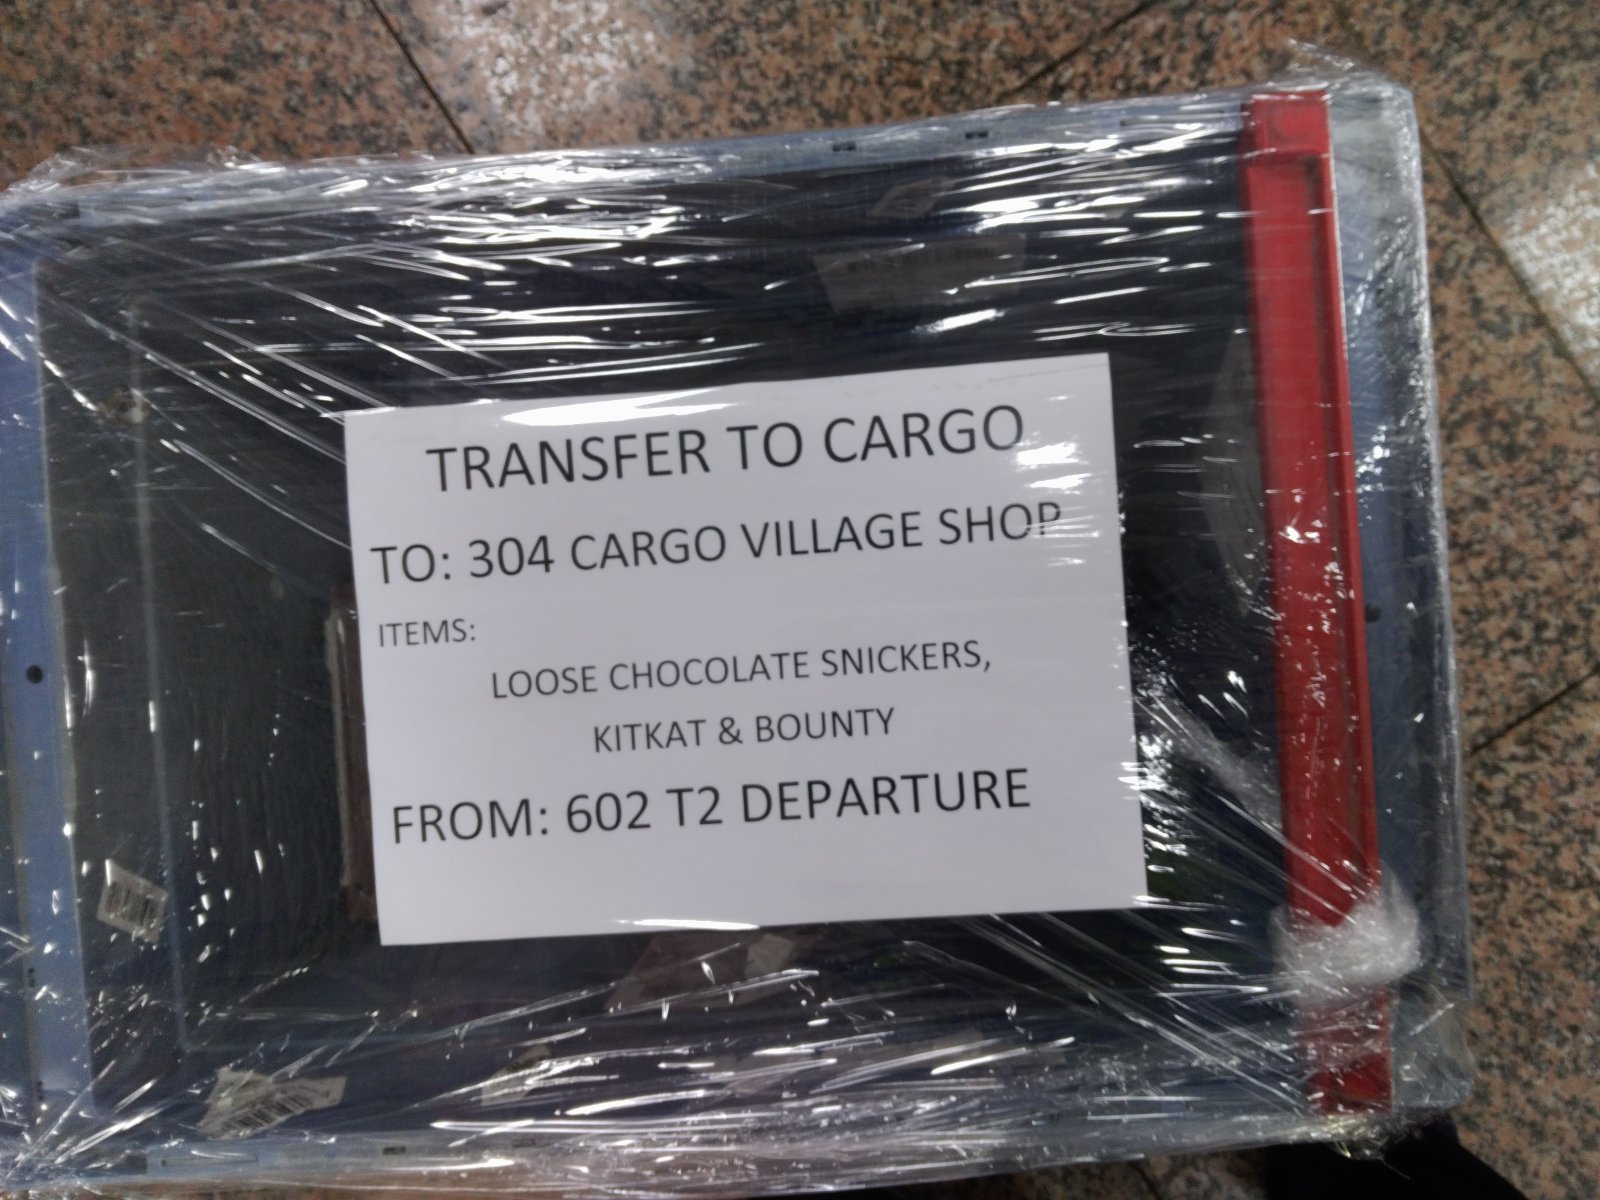 TRANSFER TO CARGO
TO: 304 CARGO VILLAGE SHOP
ITEMS:
LOOSE CHOCOLATE SNICKERS,
KITKAT & BOUNTY
FROM: 602 T2 DEPARTURE